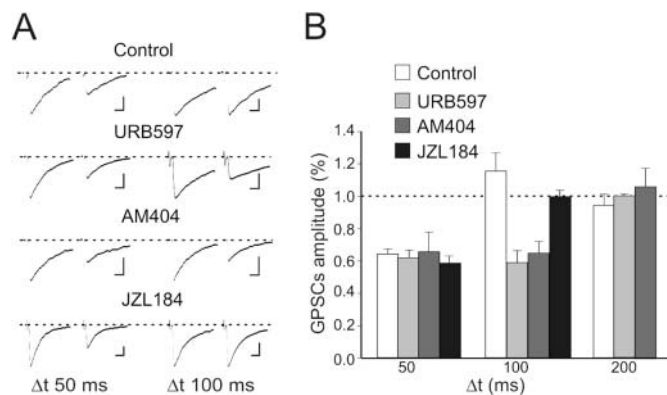 A
Control
URB597
AM404
JZL184
Δt 50 ms Δt 100 ms
B
Control
URB597
AM404
JZL184
GPSCs amplitude (%)
1.4
1.2
1.0
0.8
0.6
0.4
0.2
0.0
50 100 200
Δt (ms)